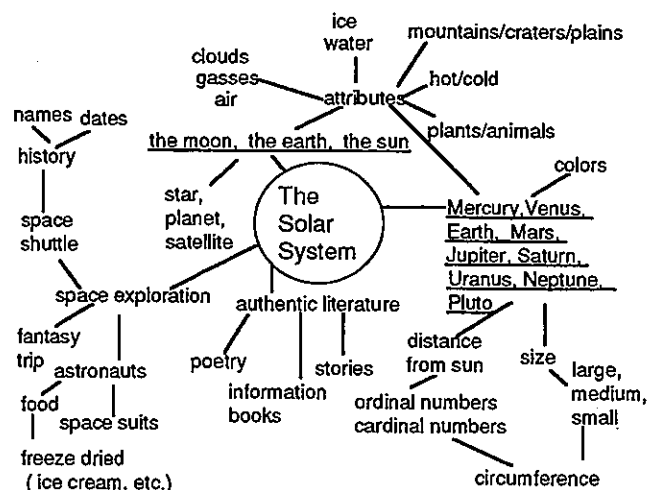 ice
water
mountains/craters/plains
clouds
gasses
air
hot/cold
attributes
names
dates
plants/animals
history
the moon, the earth, the sun
colors
star,
planet,
satellite
The
Solar
System
Mercury,Venus,
Earth, Mars,
Jupiter, Saturn,
Uranus, Neptune,
Pluto
space
shuttle
space exploration
authentic literature
fantasy
trip
astronauts
poetry
stories
information
books
distance
from sun
size
large,
medium,
small
food
space suits
ordinal numbers
cardinal numbers
freeze dried
( ice cream, etc.)
circumference